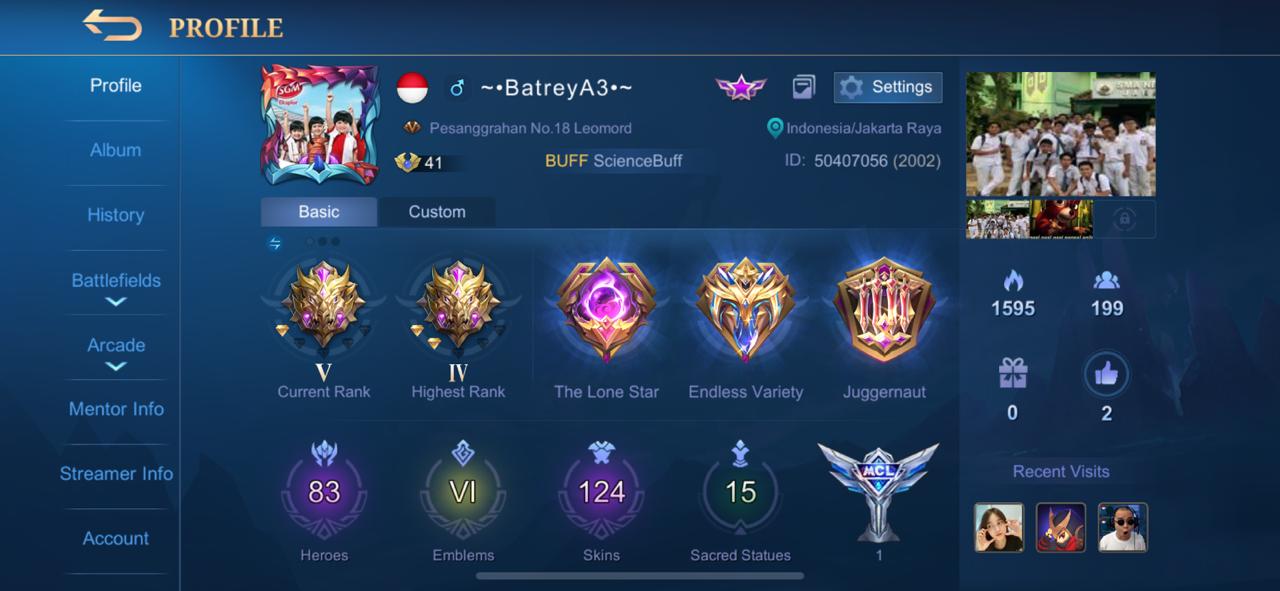 PROFILE
Profile
Album
History
Battlefields
Arcade
Mentor Info
Streamer Info
Account
SGM
Eksplor
~•BatreyA3•~
Settings
Pesanggrahan No.18 Leomord
Indonesia/Jakarta Raya
41
BUFF ScienceBuff
ID: 50407056 (2002)
Basic
Custom
V
Current Rank
IV
Highest Rank
The Lone Star
Endless Variety
Juggernaut
83
Heroes
VI
Emblems
124
Skins
15
Sacred Statues
MCL
1
1595
199
0
2
Recent Visits